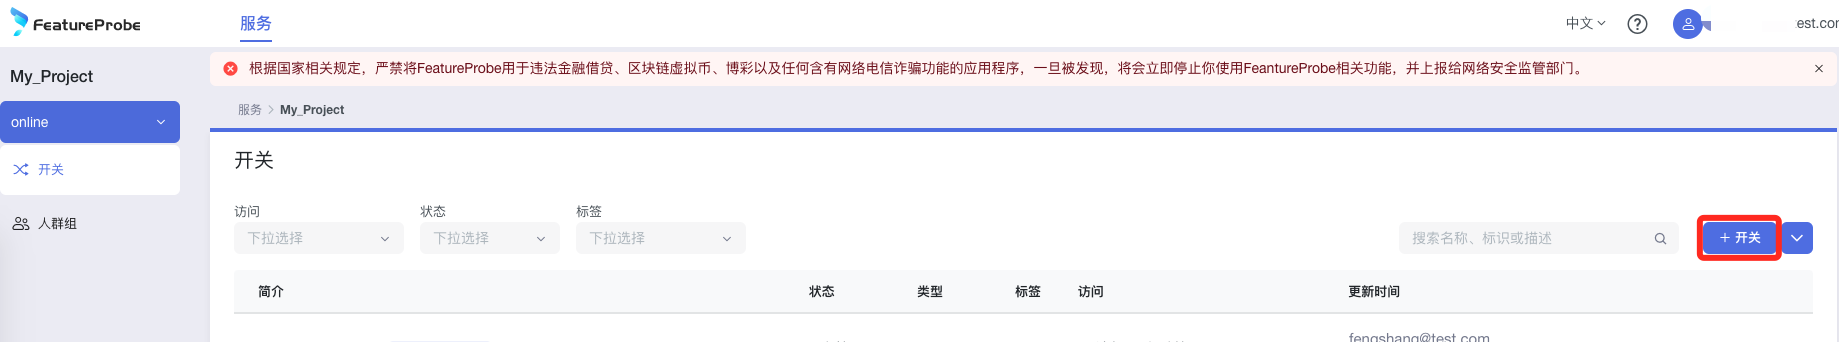 FeatureProbe
服务
中文
est.com
My_Project
根据国家相关规定，严禁将FeatureProbe用于违法金融借贷、区块链虚拟币、博彩以及任何含有网络电信诈骗功能的应用程序，一旦被发现，将会立即停止你使用FeantureProbe相关功能，并上报给网络安全监管部门。
online
服务 > My_Project
开关
开关
访问 状态 标签
下拉选择 下拉选择 下拉选择 搜索名称、标识或描述 + 开关
人群组
简介 状态 类型 标签 访问 更新时间
fengshang@test.com